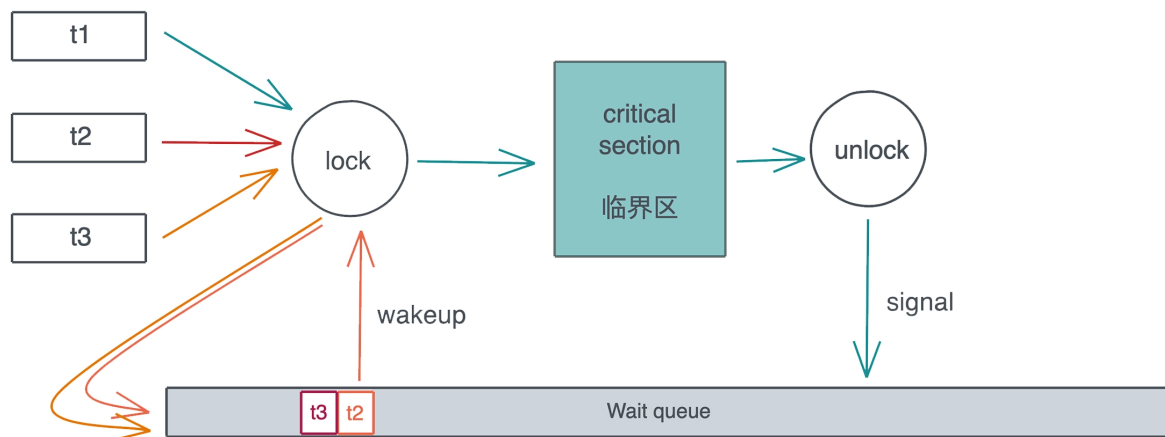 t1
t2
t3
lock
critical
section
临界区
unlock
wakeup
signal
t3
t2
Wait queue